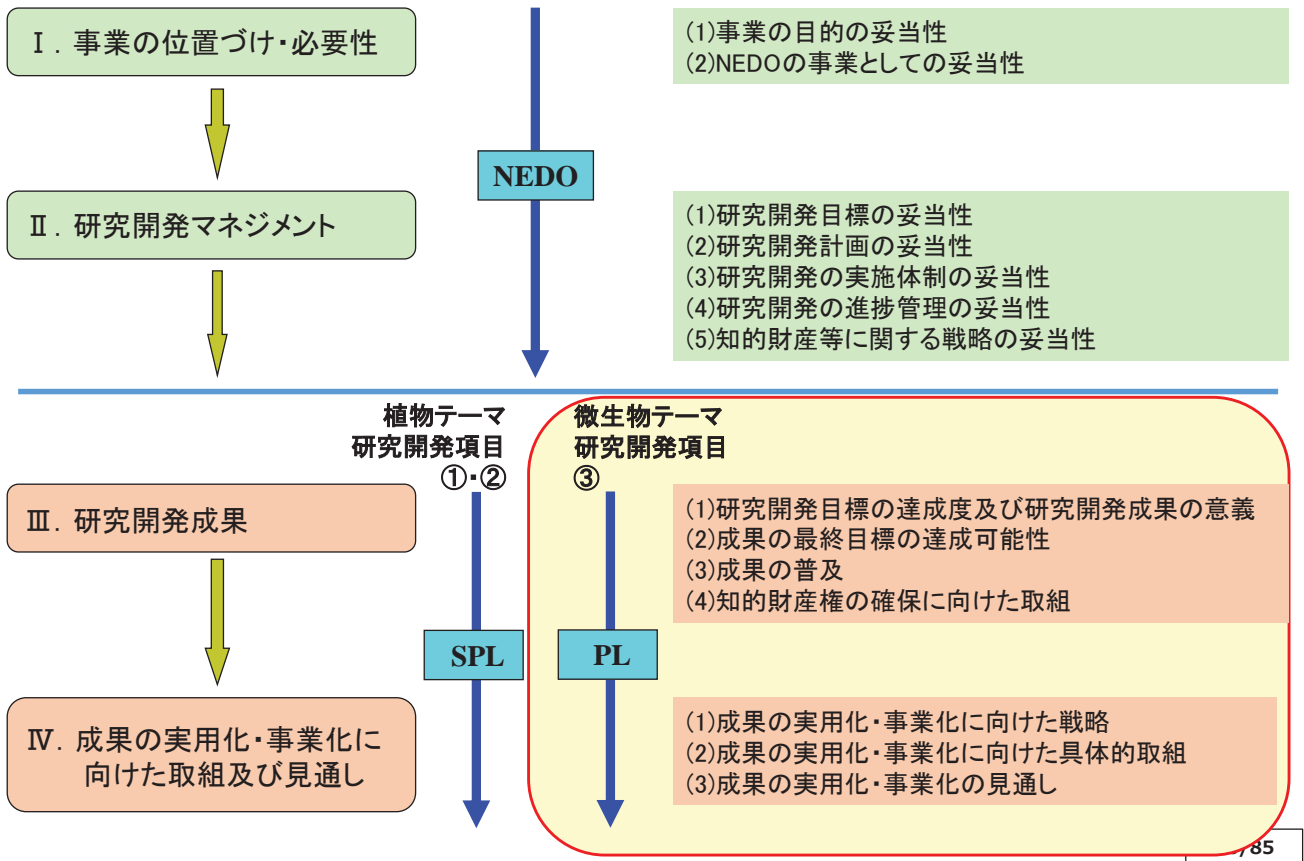 Ⅰ. 事業の位置づけ・必要性
(1)事業の目的の妥当性
(2)NEDOの事業としての妥当性
NEDO
Ⅱ. 研究開発マネジメント
(1)研究開発目標の妥当性
(2)研究開発計画の妥当性
(3)研究開発の実施体制の妥当性
(4)研究開発の進捗管理の妥当性
(5)知的財産等に関する戦略の妥当性
植物テーマ
研究開発項目
①・②
微生物テーマ
研究開発項目
③
Ⅲ. 研究開発成果
(1)研究開発目標の達成度及び研究開発成果の意義
(2)成果の最終目標の達成可能性
(3)成果の普及
(4)知的財産権の確保に向けた取組
SPL
PL
Ⅳ. 成果の実用化・事業化に
向けた取組及び見通し
(1)成果の実用化・事業化に向けた戦略
(2)成果の実用化・事業化に向けた具体的取組
(3)成果の実用化・事業化の見通し
/85